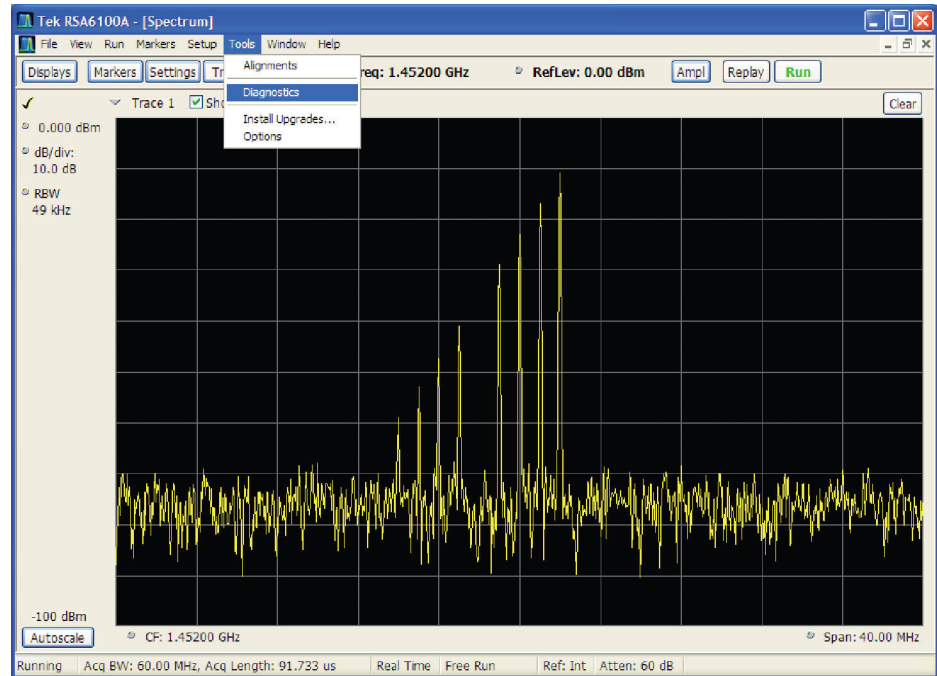 Tek RSA6100A - [Spectrum]
File View Run Markers Setup Tools Window Help
Displays Markers Settings Tr req: 1.45200 GHz RefLev: 0.00 dBm Ampl Replay Run
Alignments
Diagnostics
Install Upgrades...
Options
Trace 1 Sho Clear
0.000 dBm
dB/div:
10.0 dB
RBW
49 kHz
-100 dBm
Autoscale CF: 1.45200 GHz Span: 40.00 MHz
Running Acq BW: 60.00 MHz, Acq Length: 91.733 us Real Time Free Run Ref: Int Atten: 60 dB